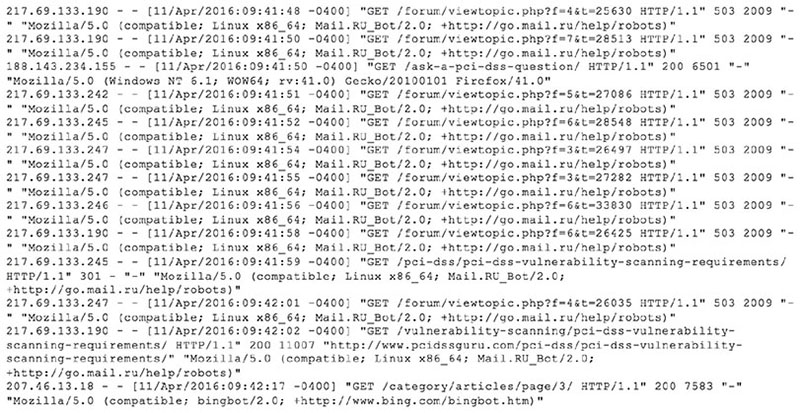 217.69.133.190 - - [11/Apr/2016:09:41:48 -0400] "GET /forum/viewtopic.php?f=4&t=25630 HTTP/1.1" 503 2009 "-
" "Mozilla/5.0 (compatible; Linux x86_64; Mail.RU_Bot/2.0; +http://go.mail.ru/help/robots)"
217.69.133.190 - - [11/Apr/2016:09:41:50 -0400] "GET /forum/viewtopic.php?f=7&t=28513 HTTP/1.1" 503 2009 "-
" "Mozilla/5.0 (compatible; Linux x86_64; Mail.RU_Bot/2.0; +http://go.mail.ru/help/robots)"
188.143.234.155 - - [11/Apr/2016:09:41:50 -0400] "GET /ask-a-pci-dss-question/ HTTP/1.1" 200 6501 "-"
"Mozilla/5.0 (Windows NT 6.1; WOW64; rv:41.0) Gecko/20100101 Firefox/41.0"
217.69.133.242 - - [11/Apr/2016:09:41:51 -0400] "GET /forum/viewtopic.php?f=5&t=27086 HTTP/1.1" 503 2009 "-
" "Mozilla/5.0 (compatible; Linux x86_64; Mail.RU_Bot/2.0; +http://go.mail.ru/help/robots)"
217.69.133.245 - - [11/Apr/2016:09:41:52 -0400] "GET /forum/viewtopic.php?f=6&t=28548 HTTP/1.1" 503 2009 "-
" "Mozilla/5.0 (compatible; Linux x86_64; Mail.RU_Bot/2.0; +http://go.mail.ru/help/robots)"
217.69.133.247 - - [11/Apr/2016:09:41:54 -0400] "GET /forum/viewtopic.php?f=3&t=26497 HTTP/1.1" 503 2009 "-
" "Mozilla/5.0 (compatible; Linux x86_64; Mail.RU_Bot/2.0; +http://go.mail.ru/help/robots)"
217.69.133.247 - - [11/Apr/2016:09:41:55 -0400] "GET /forum/viewtopic.php?f=3&t=27282 HTTP/1.1" 503 2009 "-
" "Mozilla/5.0 (compatible; Linux x86_64; Mail.RU_Bot/2.0; +http://go.mail.ru/help/robots)"
217.69.133.246 - - [11/Apr/2016:09:41:56 -0400] "GET /forum/viewtopic.php?f=6&t=33830 HTTP/1.1" 503 2009 "-
" "Mozilla/5.0 (compatible; Linux x86_64; Mail.RU_Bot/2.0; +http://go.mail.ru/help/robots)"
217.69.133.190 - - [11/Apr/2016:09:41:58 -0400] "GET /forum/viewtopic.php?f=6&t=26425 HTTP/1.1" 503 2009 "-
" "Mozilla/5.0 (compatible; Linux x86_64; Mail.RU_Bot/2.0; +http://go.mail.ru/help/robots)"
217.69.133.245 - - [11/Apr/2016:09:41:59 -0400] "GET /pci-dss/pci-dss-vulnerability-scanning-requirements/
HTTP/1.1" 301 - "-" "Mozilla/5.0 (compatible; Linux x86_64; Mail.RU_Bot/2.0;
+http://go.mail.ru/help/robots)"
217.69.133.247 - - [11/Apr/2016:09:42:01 -0400] "GET /forum/viewtopic.php?f=4&t=26035 HTTP/1.1" 503 2009 "-
" "Mozilla/5.0 (compatible; Linux x86_64; Mail.RU_Bot/2.0; +http://go.mail.ru/help/robots)"
217.69.133.190 - - [11/Apr/2016:09:42:02 -0400] "GET /vulnerability-scanning/pci-dss-vulnerability-
scanning-requirements/ HTTP/1.1" 200 11007 "http://www.pcidssguru.com/pci-dss/pci-dss-vulnerability-
scanning-requirements/" "Mozilla/5.0 (compatible; Linux x86_64; Mail.RU_Bot/2.0;
+http://go.mail.ru/help/robots)"
207.46.13.18 - - [11/Apr/2016:09:42:17 -0400] "GET /category/articles/page/3/ HTTP/1.1" 200 7583 "-"
"Mozilla/5.0 (compatible; bingbot/2.0; +http://www.bing.com/bingbot.htm)"